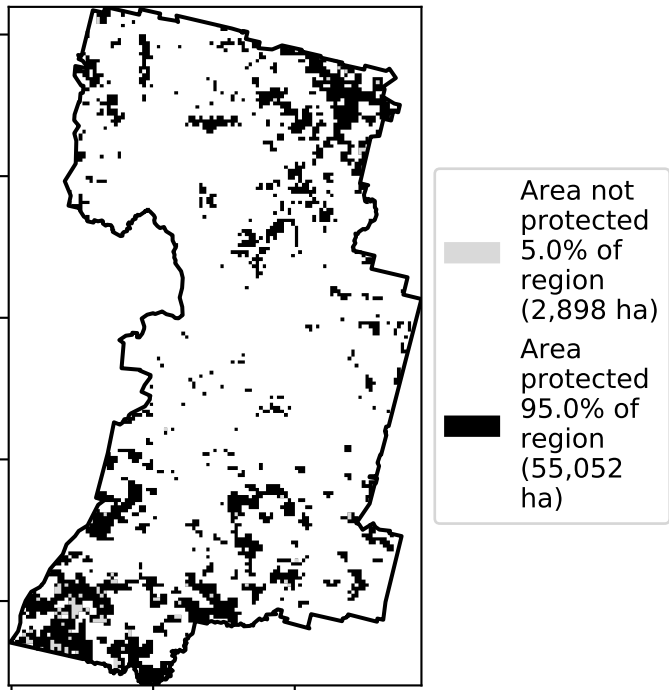 Area not
protected
5.0% of
region
(2,898 ha)
Area
protected
95.0% of
region
(55,052
ha)